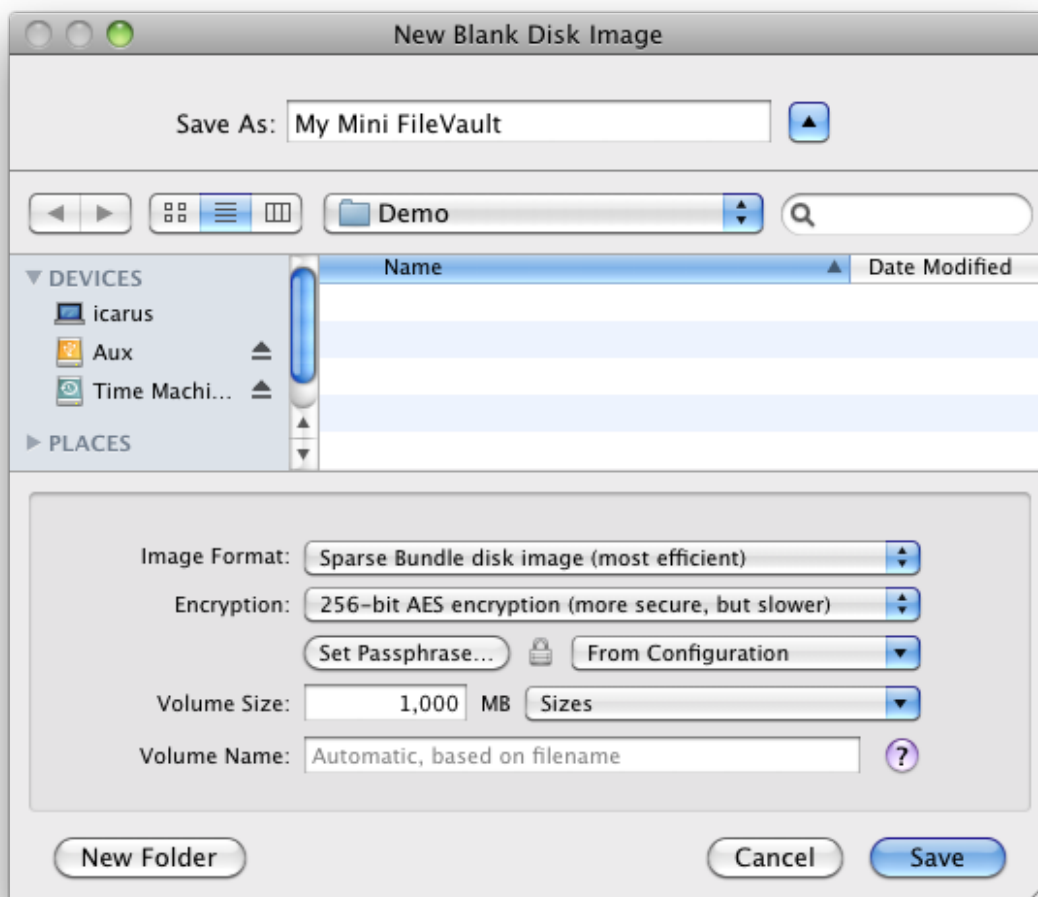 New Blank Disk Image
Save As: My Mini FileVault
Demo
Name Date Modified
DEVICES
icarus
Aux
Time Machi...
PLACES
Image Format: Sparse Bundle disk image (most efficient)
Encryption: 256-bit AES encryption (more secure, but slower)
Set Passphrase... From Configuration
Volume Size: 1,000 MB Sizes
Volume Name: Automatic, based on filename ?
New Folder Cancel Save